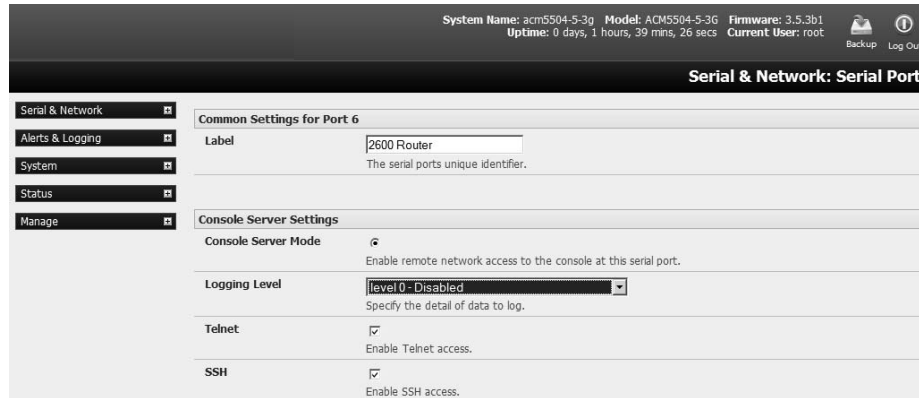 System Name: acm5504-5-3g Model: ACM5504-5-3G Firmware: 3.5.3b1
Uptime: 0 days, 1 hours, 39 mins, 26 secs Current User: root
Backup
Log Ou
Serial & Network: Serial Port
Serial & Network
Alerts & Logging
System
Status
Manage
Common Settings for Port 6
Label
2600 Router
The serial ports unique identifier.
Console Server Settings
Console Server Mode
Enable remote network access to the console at this serial port.
Logging Level
level 0 - Disabled
Specify the detail of data to log.
Telnet
Enable Telnet access.
SSH
Enable SSH access.